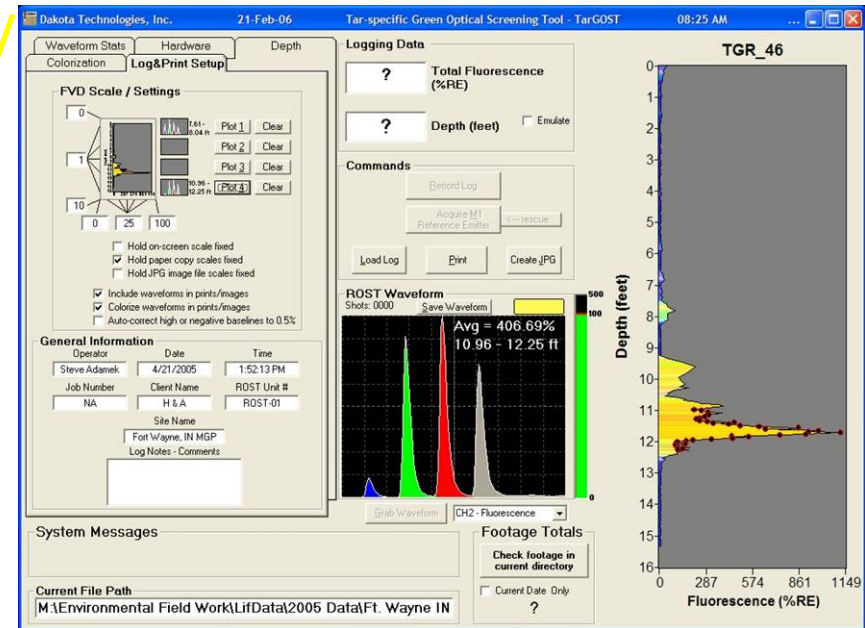 Dakota Technologies, Inc. 21-Feb-06 Tar-specific Green Optical Screening Tool - TarGOST 08:25 AM ...
Waveform Stats Hardware Depth
Colorization Log&Print Setup
FVD Scale / Settings
0
1
10
0 25 100
7.61 - 8.04 ft Plot 1 Clear
Plot 2 Clear
Plot 3 Clear
10.96 - 12.25 ft Plot 4 Clear
Hold on-screen scale fixed
Hold paper copy scales fixed
Hold JPG image file scales fixed
Include waveforms in prints/images
Colorize waveforms in prints/images
Auto-correct high or negative baselines to 0.5%
General Information
Operator Date Time
Steve Adamek 4/21/2005 1:52:13 PM
Job Number Client Name ROST Unit #
NA H & A ROST-01
Site Name
Fort Wayne, IN MGP
Log Notes - Comments
Logging Data
? Total Fluorescence
(%RE)
? Depth (feet) Emulate
Commands
Record Log
Acquire M1
Reference Emitter <--- rescue
Load Log Print Create JPG
ROST Waveform
Shots: 0000 Save Waveform
500
100
0
Avg = 406.69%
10.96 - 12.25 ft
Grab Waveform CH2 - Fluorescence
System Messages
Footage Totals
Check footage in
current directory
Current Date Only
?
Current File Path
M:\Environmental Field Work\LifData\2005 Data\Ft. Wayne IN
TGR_46
Depth (feet)
0
1
2
3
4
5
6
7
8
9
10
11
12
13
14
15
16
0 287 574 861 1149
Fluorescence (%RE)